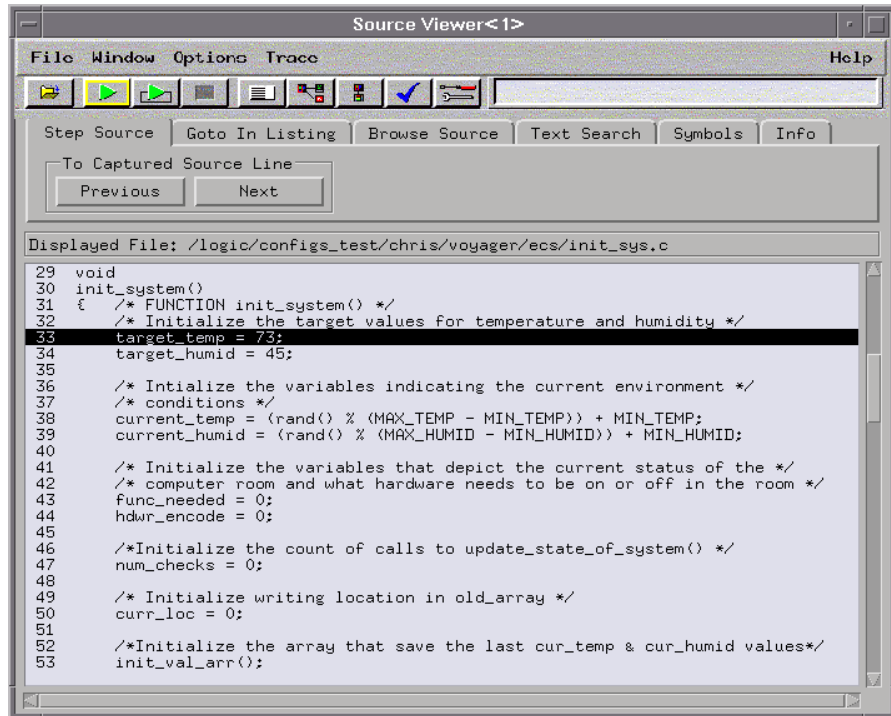 Source Viewer<1>
File Window Options Trace Help
Step Source Goto In Listing Browse Source Text Search Symbols Info
To Captured Source Line
Previous Next
Displayed File: /logic/configs_test/chris/voyager/ecs/init_sys.c
29 void
30 init_system()
31 { /* FUNCTION init_system() */
32 /* Initialize the target values for temperature and humidity */
33 target_temp = 73;
34 target_humid = 45;
35
36 /* Intialize the variables indicating the current environment */
37 /* conditions */
38 current_temp = (rand() % (MAX_TEMP - MIN_TEMP)) + MIN_TEMP;
39 current_humid = (rand() % (MAX_HUMID - MIN_HUMID)) + MIN_HUMID;
40
41 /* Initialize the variables that depict the current status of the */
42 /* computer room and what hardware needs to be on or off in the room */
43 func_needed = 0;
44 hdwr_encode = 0;
45
46 /*Initialize the count of calls to update_state_of_system() */
47 num_checks = 0;
48
49 /* Initialize writing location in old_array */
50 curr_loc = 0;
51
52 /*Initialize the array that save the last cur_temp & cur_humid values*/
53 init_val_arr();